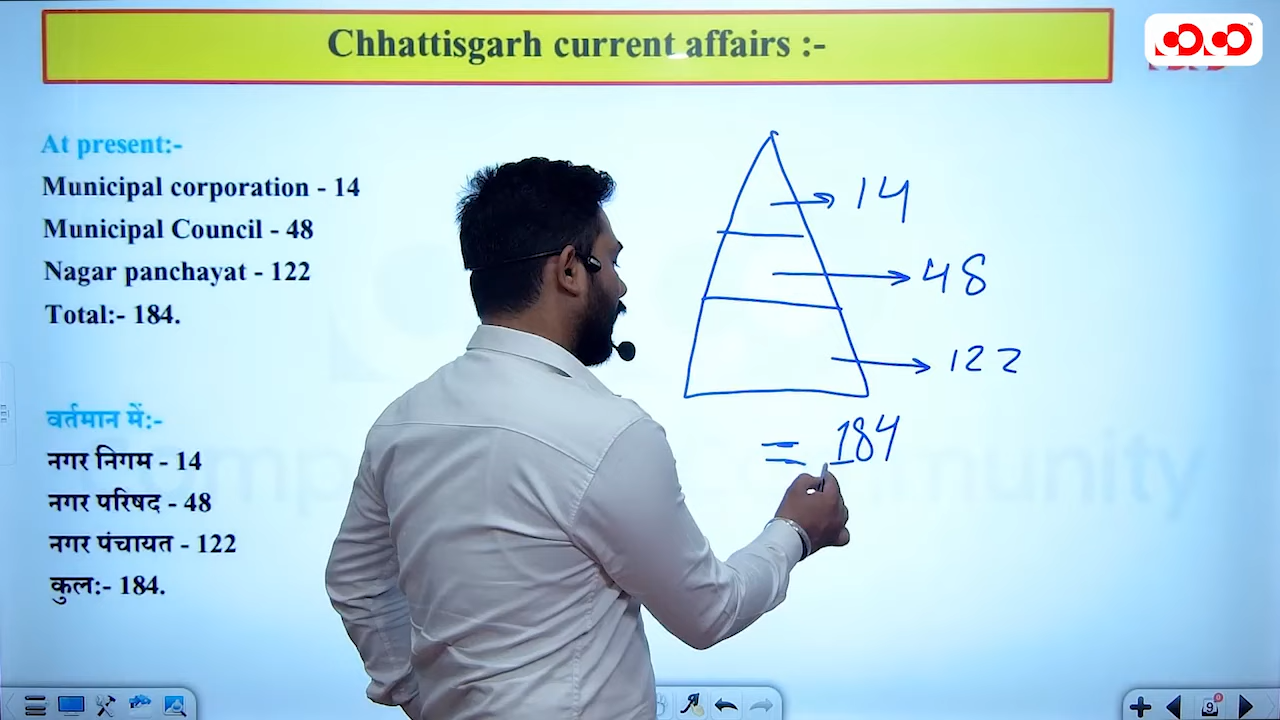 Chhattisgarh current affairs :-
At present:-
Municipal corporation - 14
Municipal Council - 48
Nagar panchayat - 122
Total:- 184.
वर्तमान में:-
नगर निगम - 14
नगर परिषद - 48
नगर पंचायत - 122
कुल:- 184.
14
48
122
= 184
9